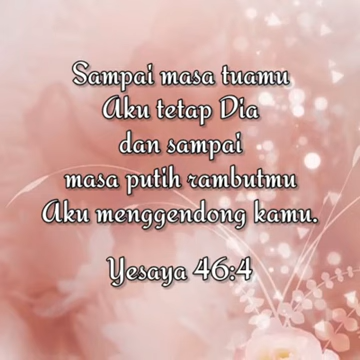 Sampai masa tuamu
Aku tetap Dia
dan sampai
masa putih rambutmu
Aku menggendong kamu.
Yesaya 46:4